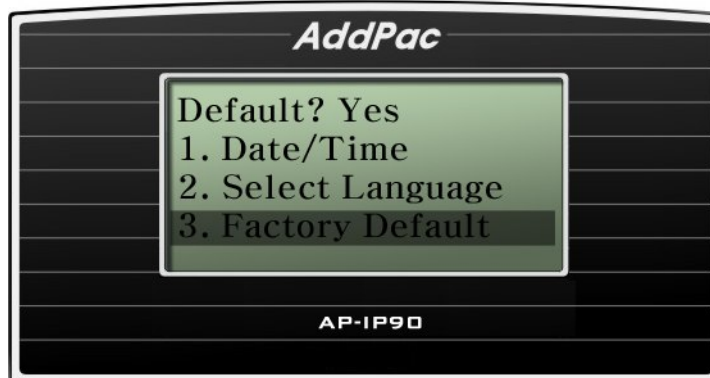 AddPac
Default? Yes
1. Date/Time
2. Select Language
3. Factory Default
AP-IP90